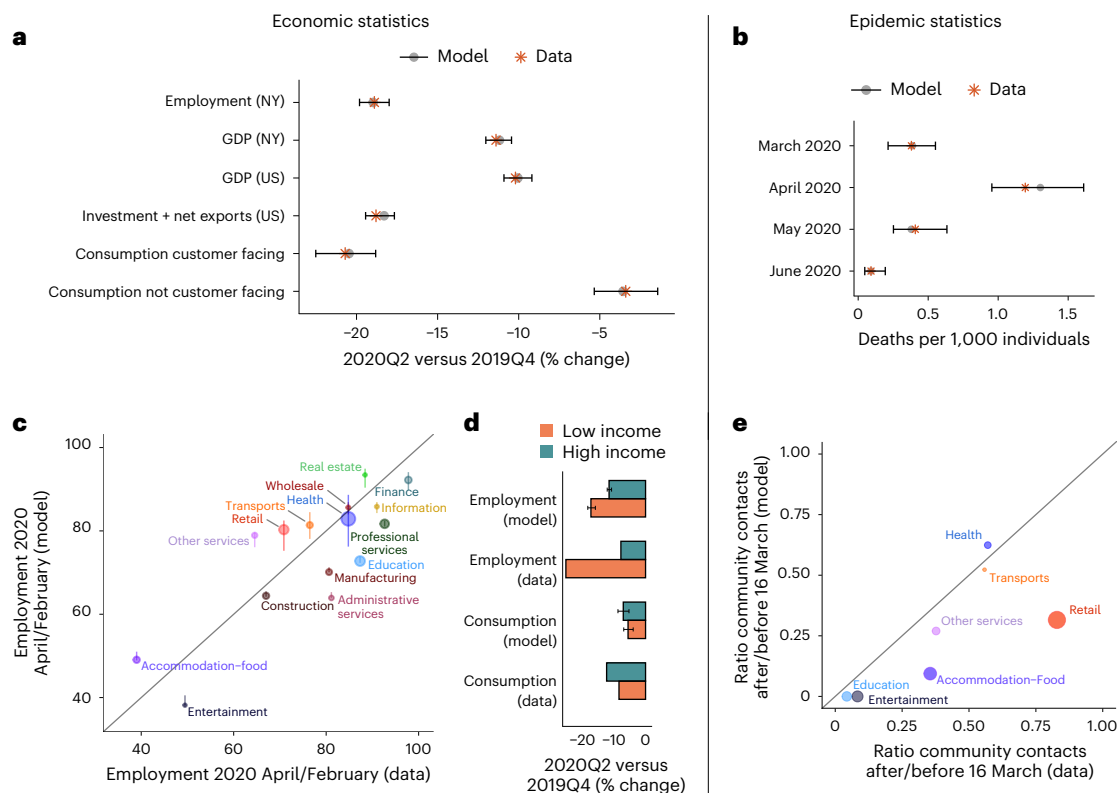 Economic statistics
a
Model
Data
Employment (NY)
GDP (NY)
GDP (US)
Investment + net exports (US)
Consumption customer facing
Consumption not customer facing
−20
−15
−10
−5
2020Q2 versus 2019Q4 (% change)
Epidemic statistics
b
Model
Data
March 2020
April 2020
May 2020
June 2020
0
0.5
1.0
1.5
Deaths per 1,000 individuals
c
Employment 2020
April/February (model)
100
80
60
40
Real estate
Wholesale
Finance
Health
Transports
Information
Retail
Other services
Professional
services
Education
Manufacturing
Construction
Administrative
services
Accommodation–food
Entertainment
40
60
80
100
Employment 2020 April/February (data)
d
Low income
High income
Employment
(model)
Employment
(data)
Consumption
(model)
Consumption
(data)
−20
−10
0
2020Q2 versus
2019Q4 (% change)
e
Ratio community contacts
after/before 16 March (model)
1.00
0.75
0.50
0.25
0
Health
Transports
Retail
Other services
Accommodation–Food
Education
Entertainment
0
0.25
0.50
0.75
1.00
Ratio community contacts
after/before 16 March (data)